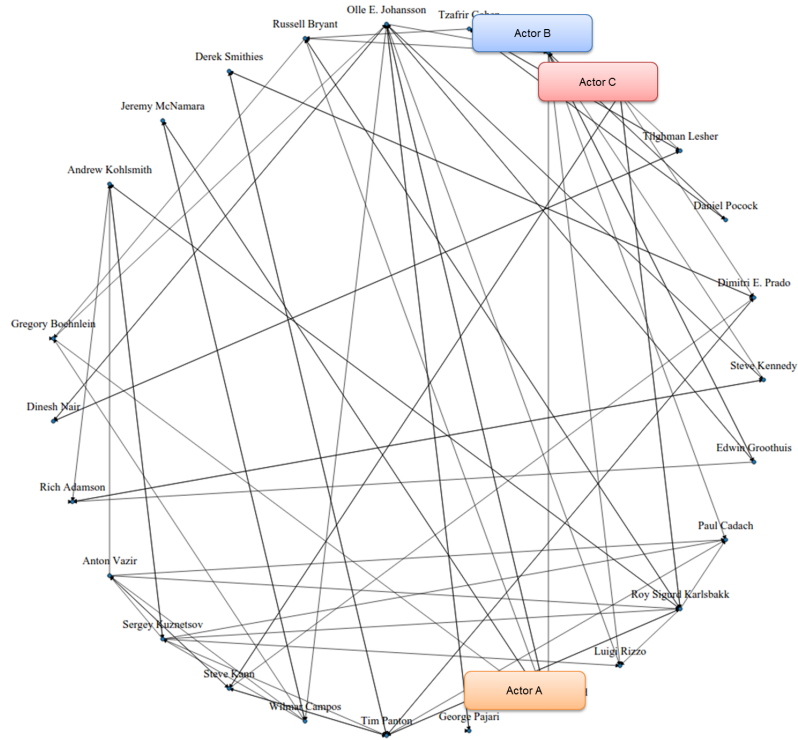 Olle E. Johansson
Tzafrir
Russell Bryant
Actor B
Derek Smithies
Actor C
Jeremy McNamara
Tilghman Lesher
Andrew Kohlsmith
Daniel Pocock
Dimitri E. Prado
Gregory Boehnlein
Steve Kennedy
Dinesh Nair
Edwin Groothuis
Rich Adamson
Paul Cadach
Anton Vazir
Roy Sigurd Karlsbakk
Sergey Kuznetsov
Luigi Rizzo
Steve Kann
Actor A
Wilmar Campos
George Pajari
Tim Panton